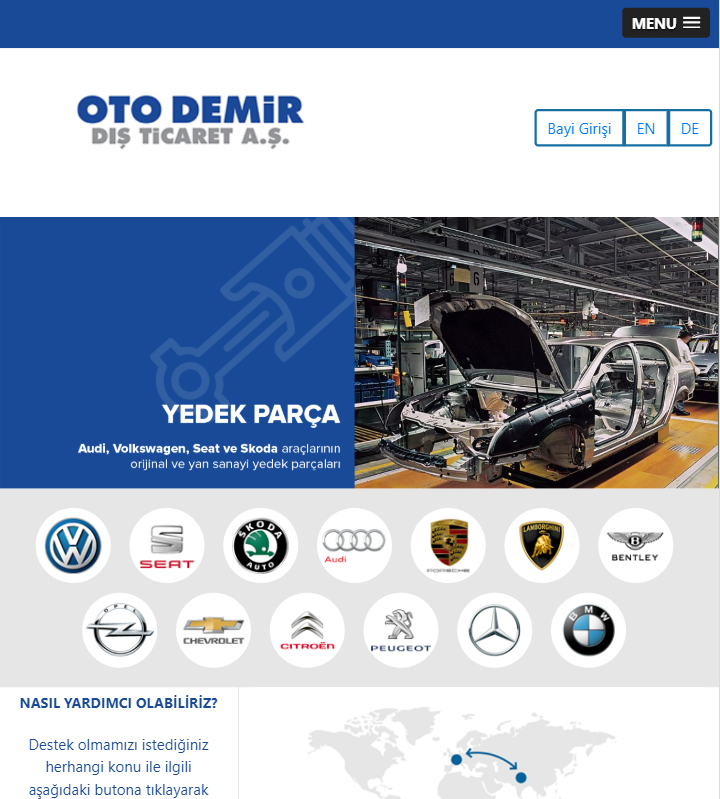 MENU
OTO DEMİR
DIŞ TİCARET A.Ş.
Bayi Girişi
EN
DE
YEDEK PARÇA
Audi, Volkswagen, Seat ve Skoda araçlarının
orijinal ve yan sanayi yedek parçaları
SEAT
SKODA
AUTO
Audi
PORSCHE
LAMBORGHINI
B
BENTLEY
OPEL
CHEVROLET
CITROËN
PEUGEOT
BMW
NASIL YARDIMCI OLABİLİRİZ?
Destek olmamızı istediğiniz
herhangi konu ile ilgili
aşağıdaki butona tıklayarak